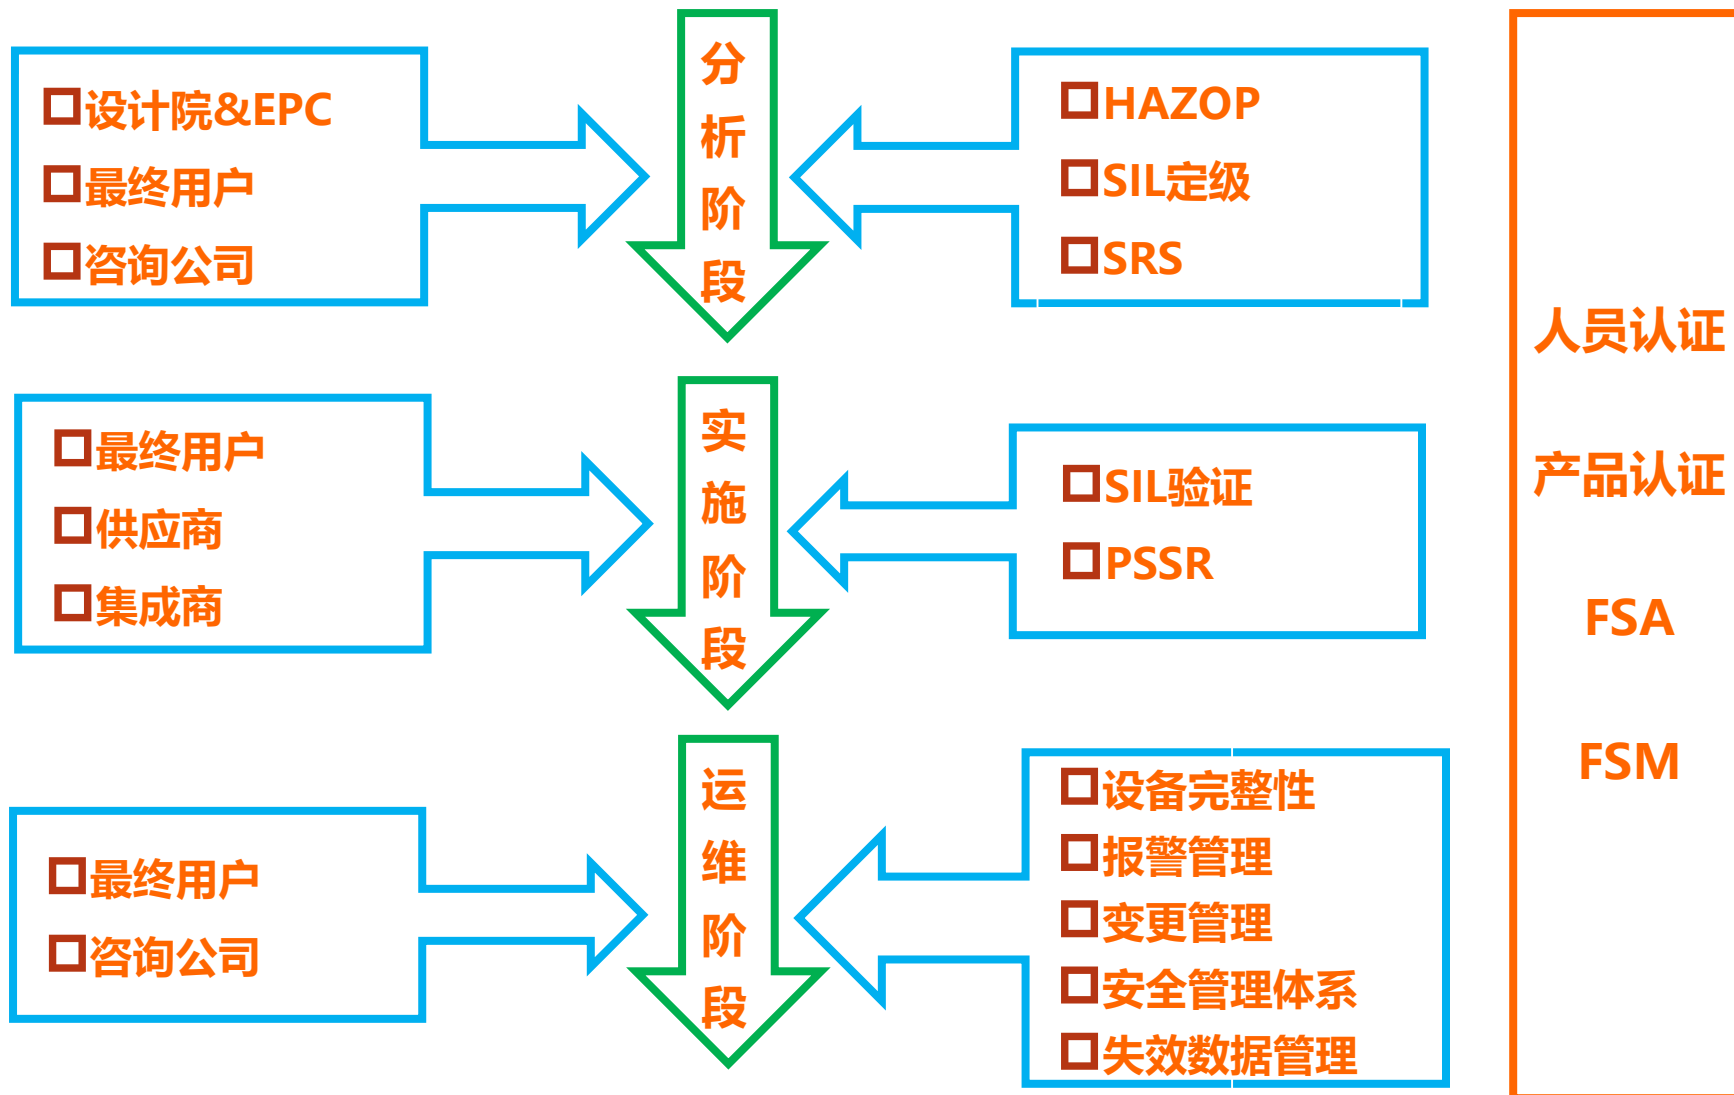 设计院&EPC
最终用户
咨询公司
分析阶段
HAZOP
SIL定级
SRS
最终用户
供应商
集成商
实施阶段
SIL验证
PSSR
最终用户
咨询公司
运维阶段
设备完整性
报警管理
变更管理
安全管理体系
失效数据管理
人员认证
产品认证
FSA
FSM